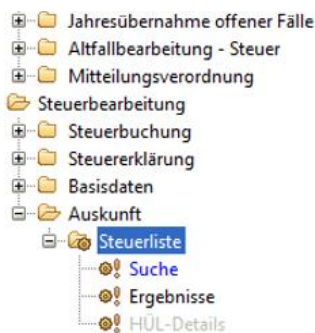 Jahresübernahme offener Fälle
Altfallbearbeitung - Steuer
Mitteilungsverordnung
Steuerbearbeitung
Steuerbuchung
Steuererklärung
Basisdaten
Auskunft
Steuerliste
Suche
Ergebnisse
HÜL-Details